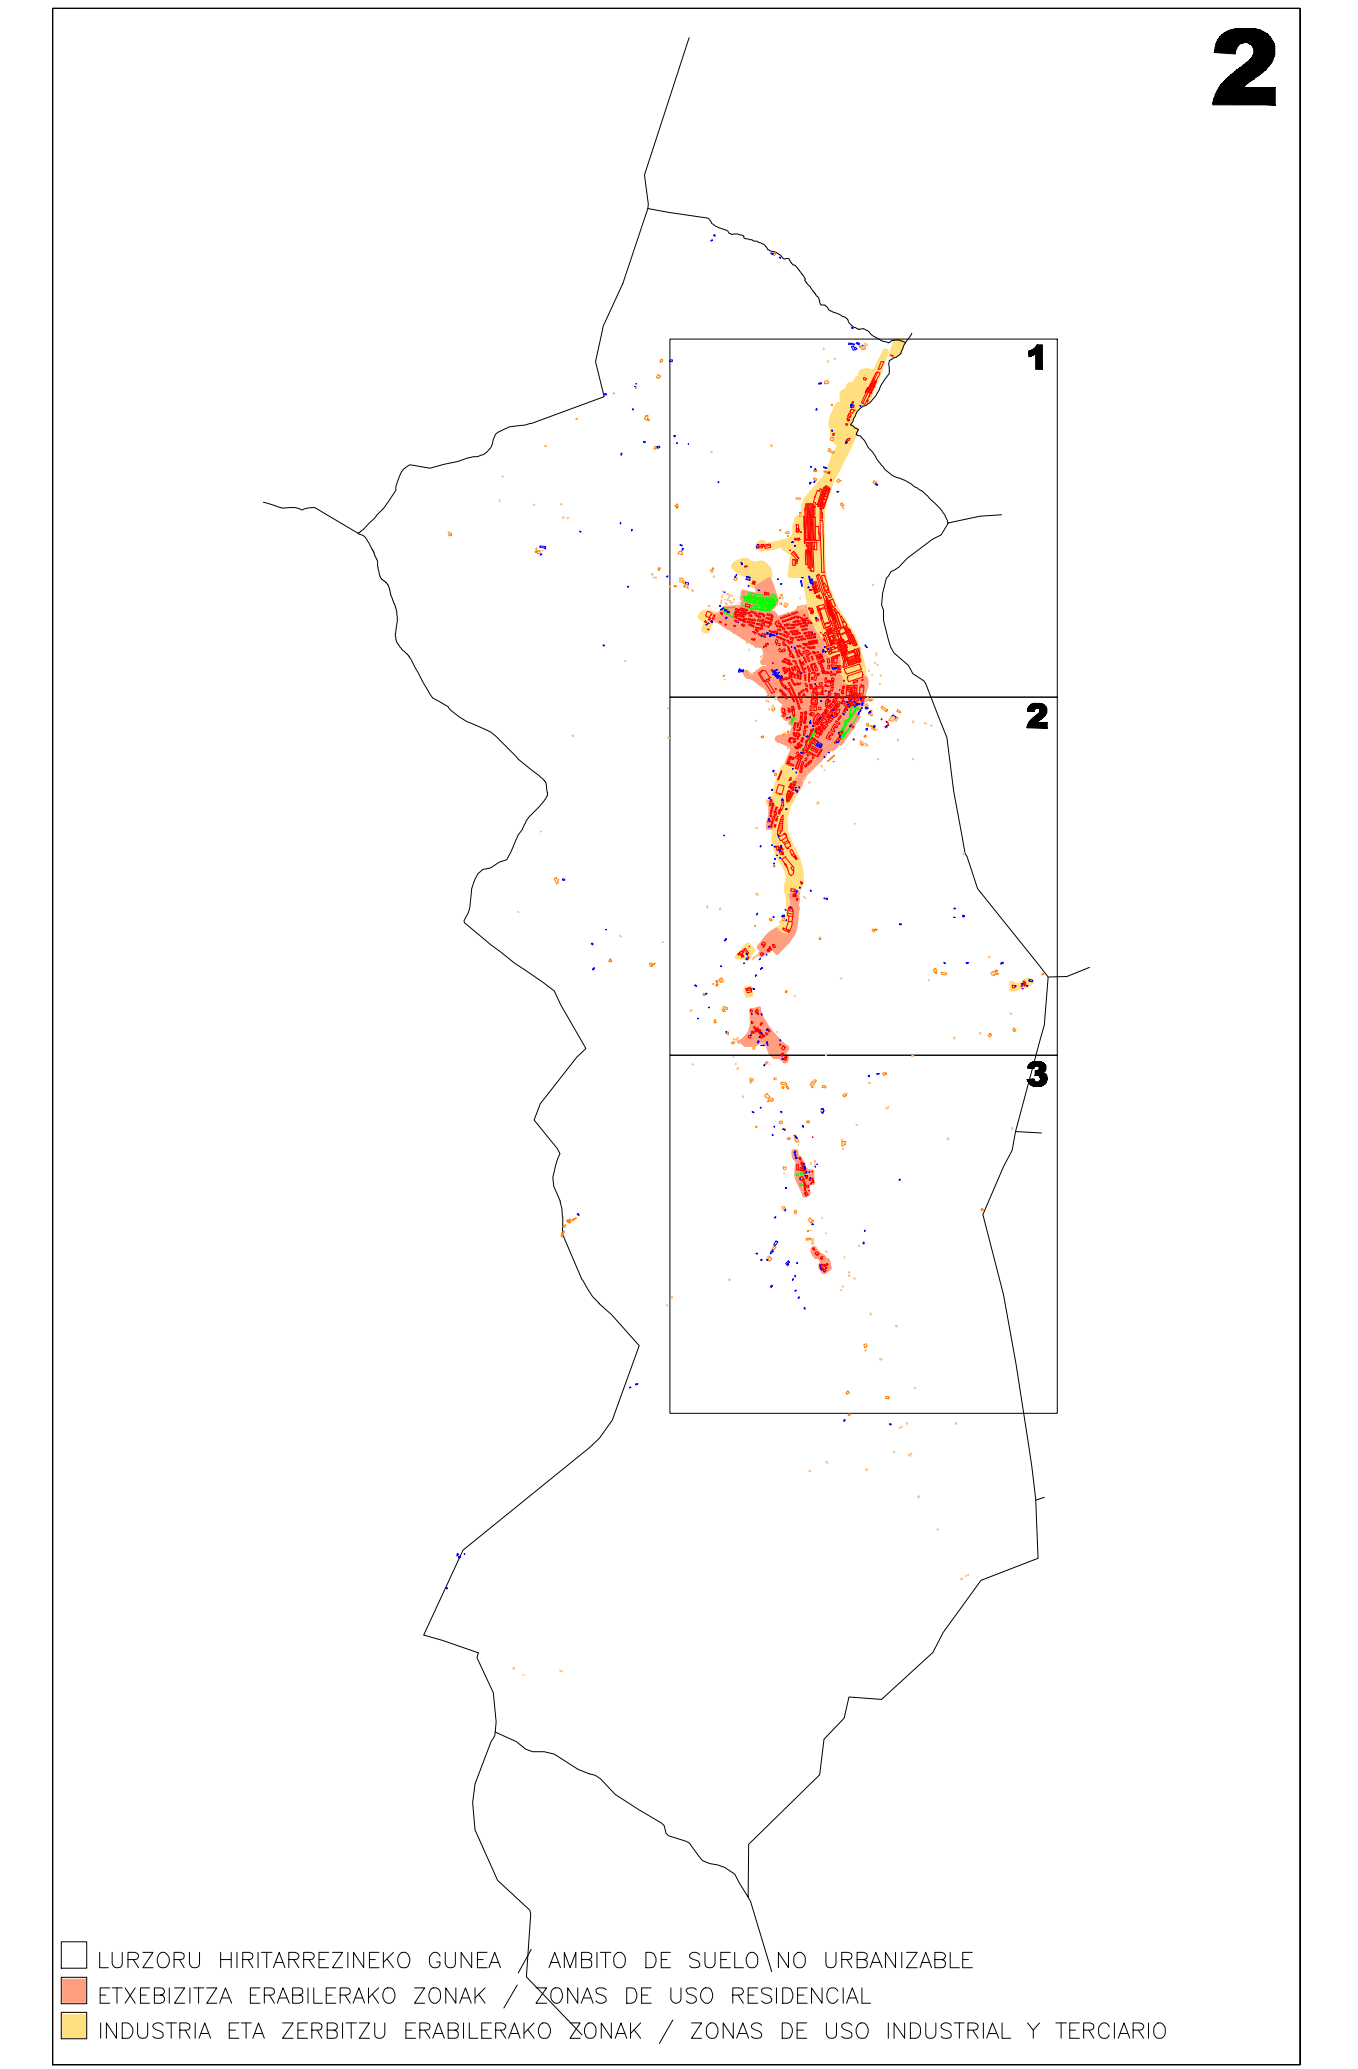 2
1
2
3
LURZORU HIRITARREZINEKO GUNEA / AMBITO DE SUELO NO URBANIZABLE
ETXEBIZITZA ERABILERAKO ZONAK / ZONAS DE USO RESIDENCIAL
INDUSTRIA ETA ZERBITZU ERABILERAKO ZONAK / ZONAS DE USO INDUSTRIAL Y TERCIARIO